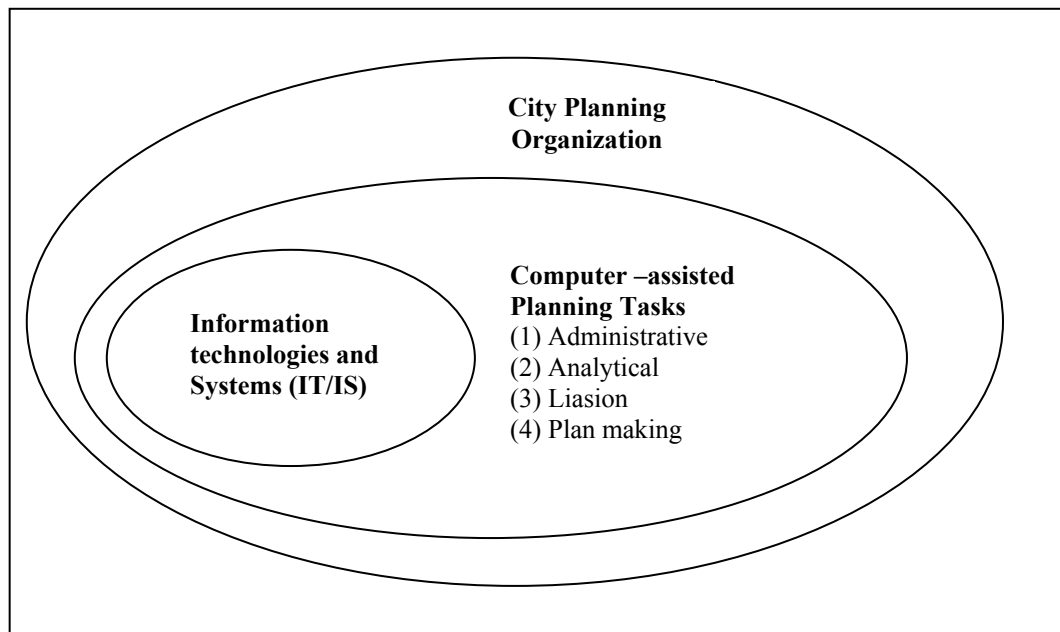 City Planning
Organization
Computer –assisted
Planning Tasks
(1) Administrative
(2) Analytical
(3) Liasion
(4) Plan making
Information
technologies and
Systems (IT/IS)